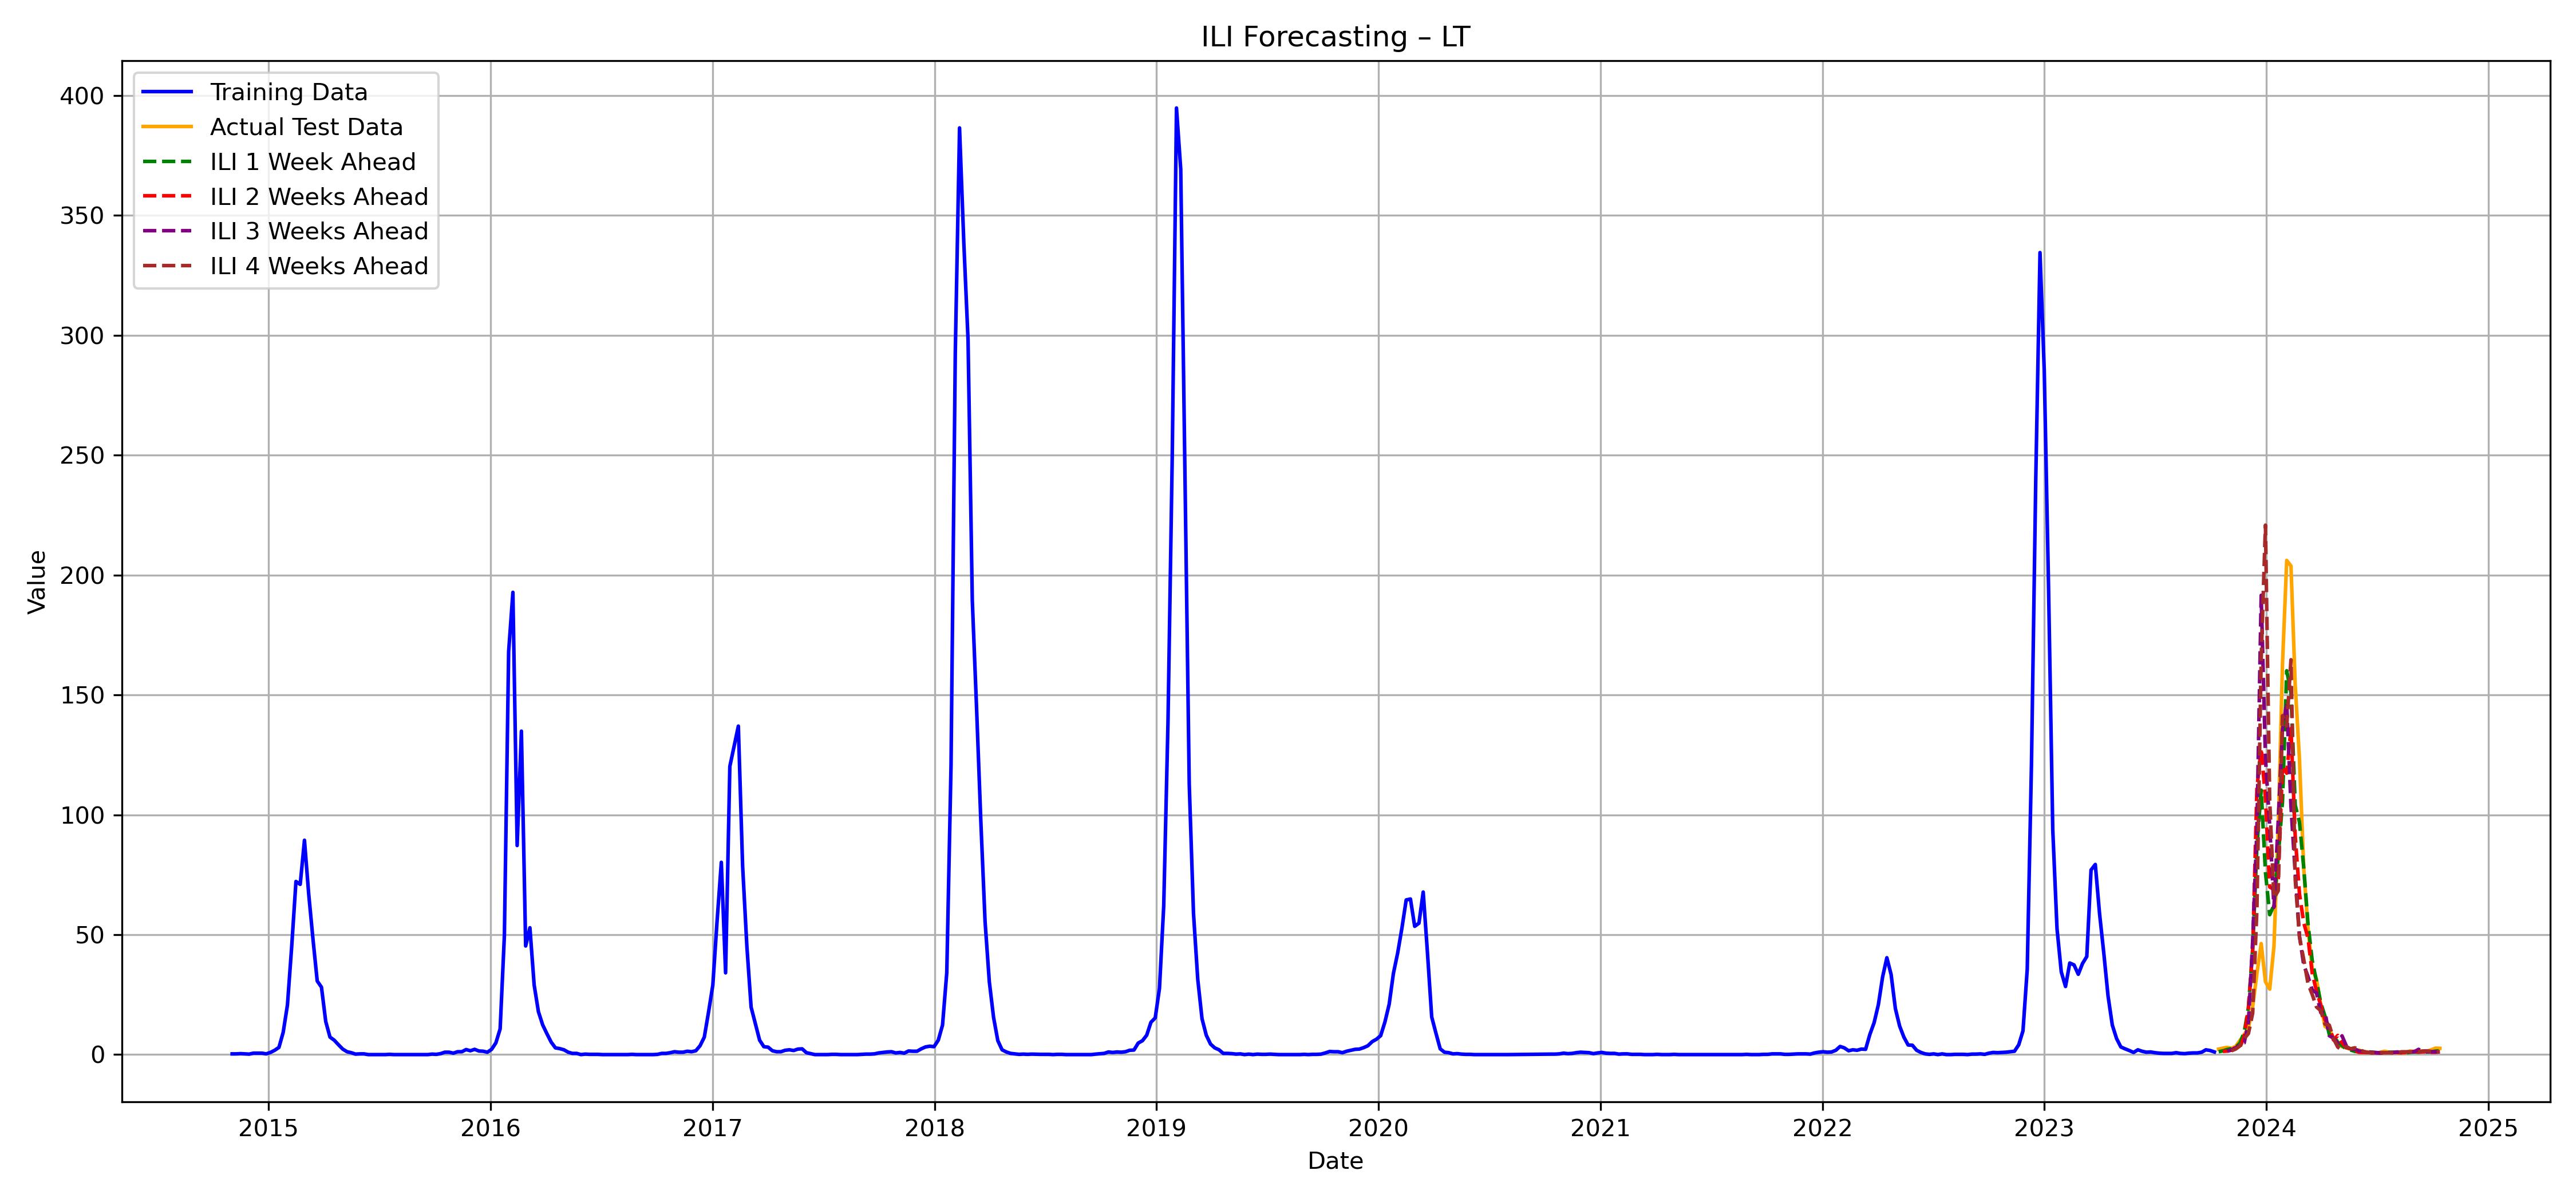 ILI Forecasting – LT
Training Data
Actual Test Data
ILI 1 Week Ahead
ILI 2 Weeks Ahead
ILI 3 Weeks Ahead
ILI 4 Weeks Ahead
400
350
300
250
200
150
100
50
0
Value
2015 2016 2017 2018 2019 2020 2021 2022 2023 2024 2025
Date